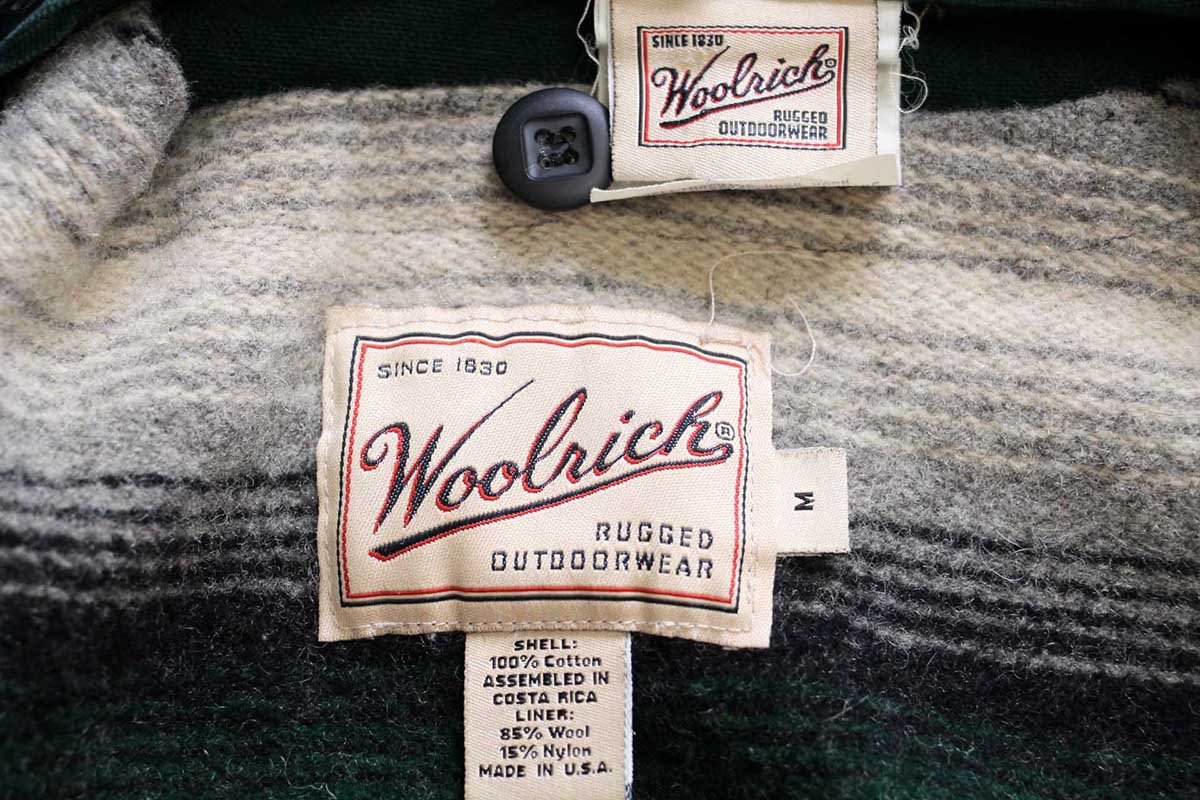 SINCE 1830
Woolrich®
RUGGED
OUTDOORWEAR
SINCE 1830
Woolrich®
RUGGED
OUTDOORWEAR
M
SHELL:
100% Cotton
ASSEMBLED IN
COSTA RICA
LINER:
85% Wool
15% Nylon
MADE IN U.S.A.